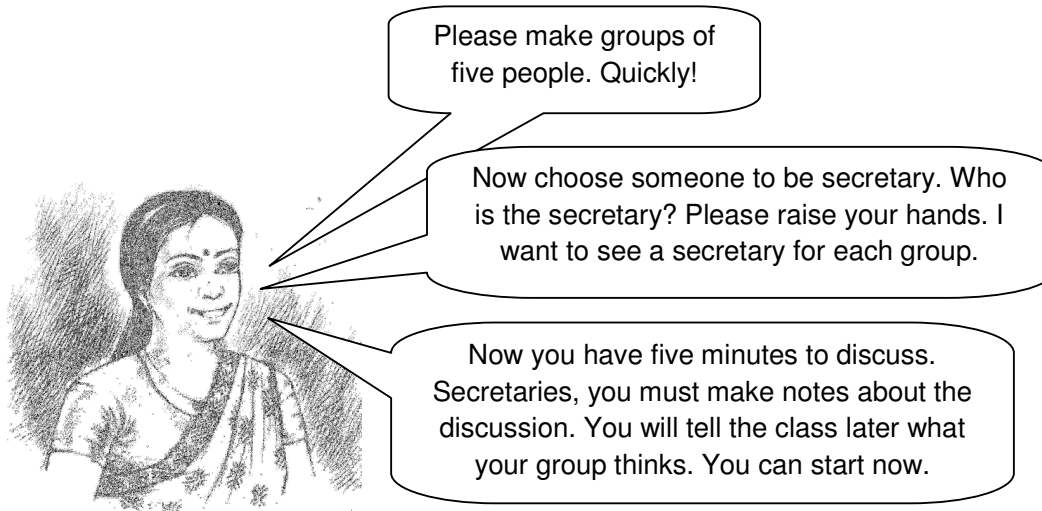 Please make groups of
five people. Quickly!
Now choose someone to be secretary. Who
is the secretary? Please raise your hands. I
want to see a secretary for each group.
Now you have five minutes to discuss.
Secretaries, you must make notes about the
discussion. You will tell the class later what
your group thinks. You can start now.